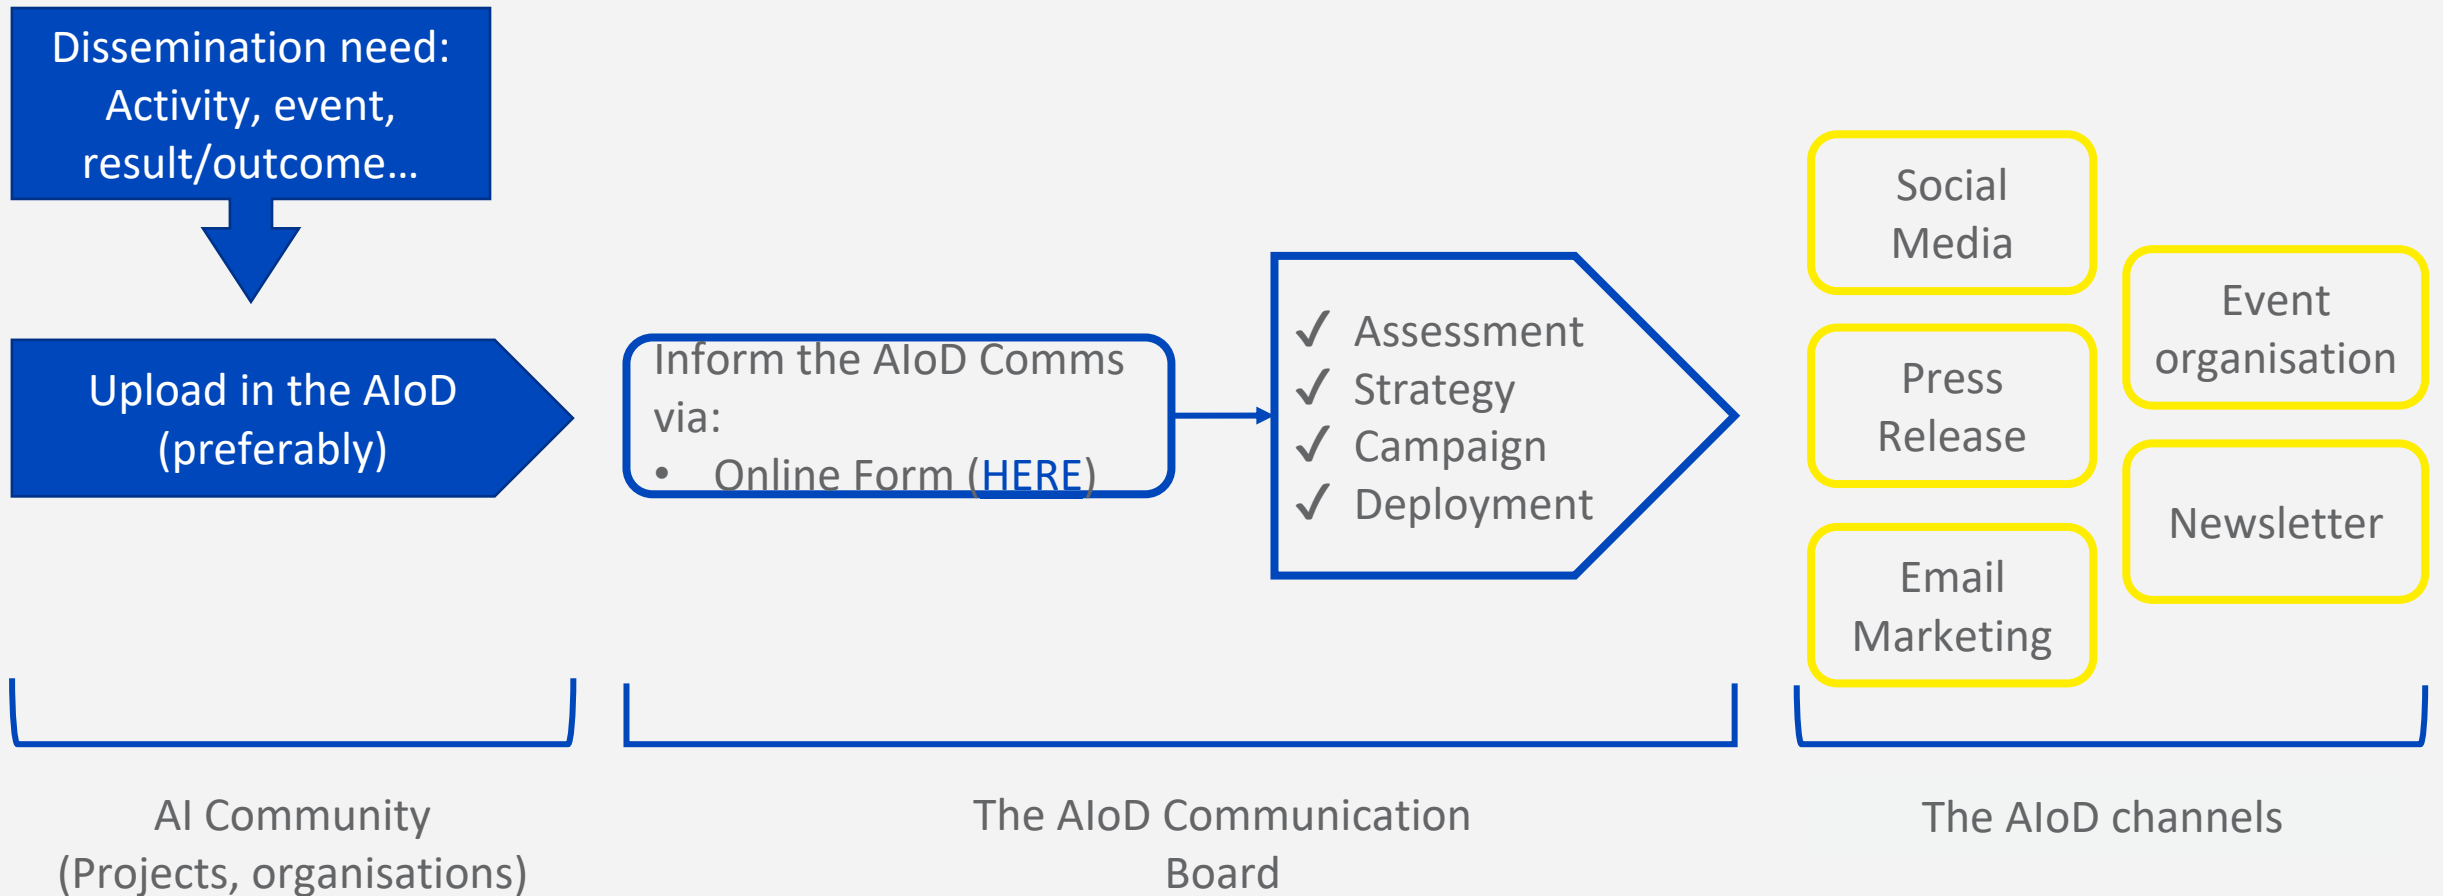 Dissemination need:
Activity, event,
result/outcome…
Upload in the AIoD
(preferably)
Inform the AIoD Comms
via:
• Online Form (HERE)
✓ Assessment
✓ Strategy
✓ Campaign
✓ Deployment
Social
Media
Press
Release
Email
Marketing
Event
organisation
Newsletter
AI Community
(Projects, organisations)
The AIoD Communication
Board
The AIoD channels